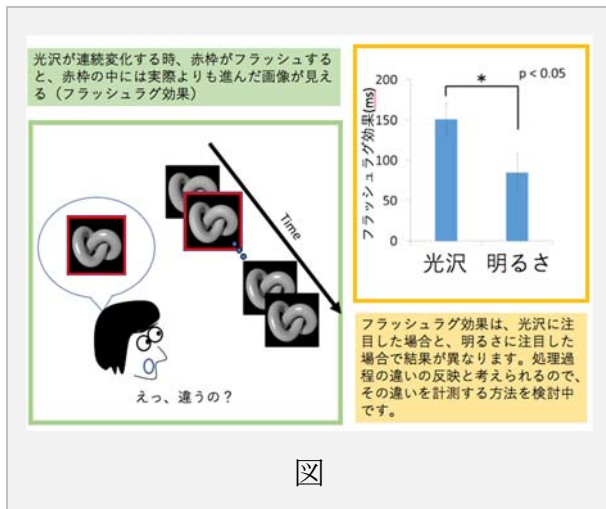 光沢が連続変化する時、赤枠がフラッシュする
と、赤枠の中には実際よりも進んだ画像が見え
る（フラッシュラグ効果）
Time
えっ、違うの？
フラッシュラグ効果(ms)
200
150
100
50
0
*
p < 0.05
光沢 明るさ
フラッシュラグ効果は、光沢に注
目した場合と、明るさに注目した
場合で結果が異なります。処理過
程の違いの反映と考えられるので、
その違いを計測する方法を検討中
です。
図